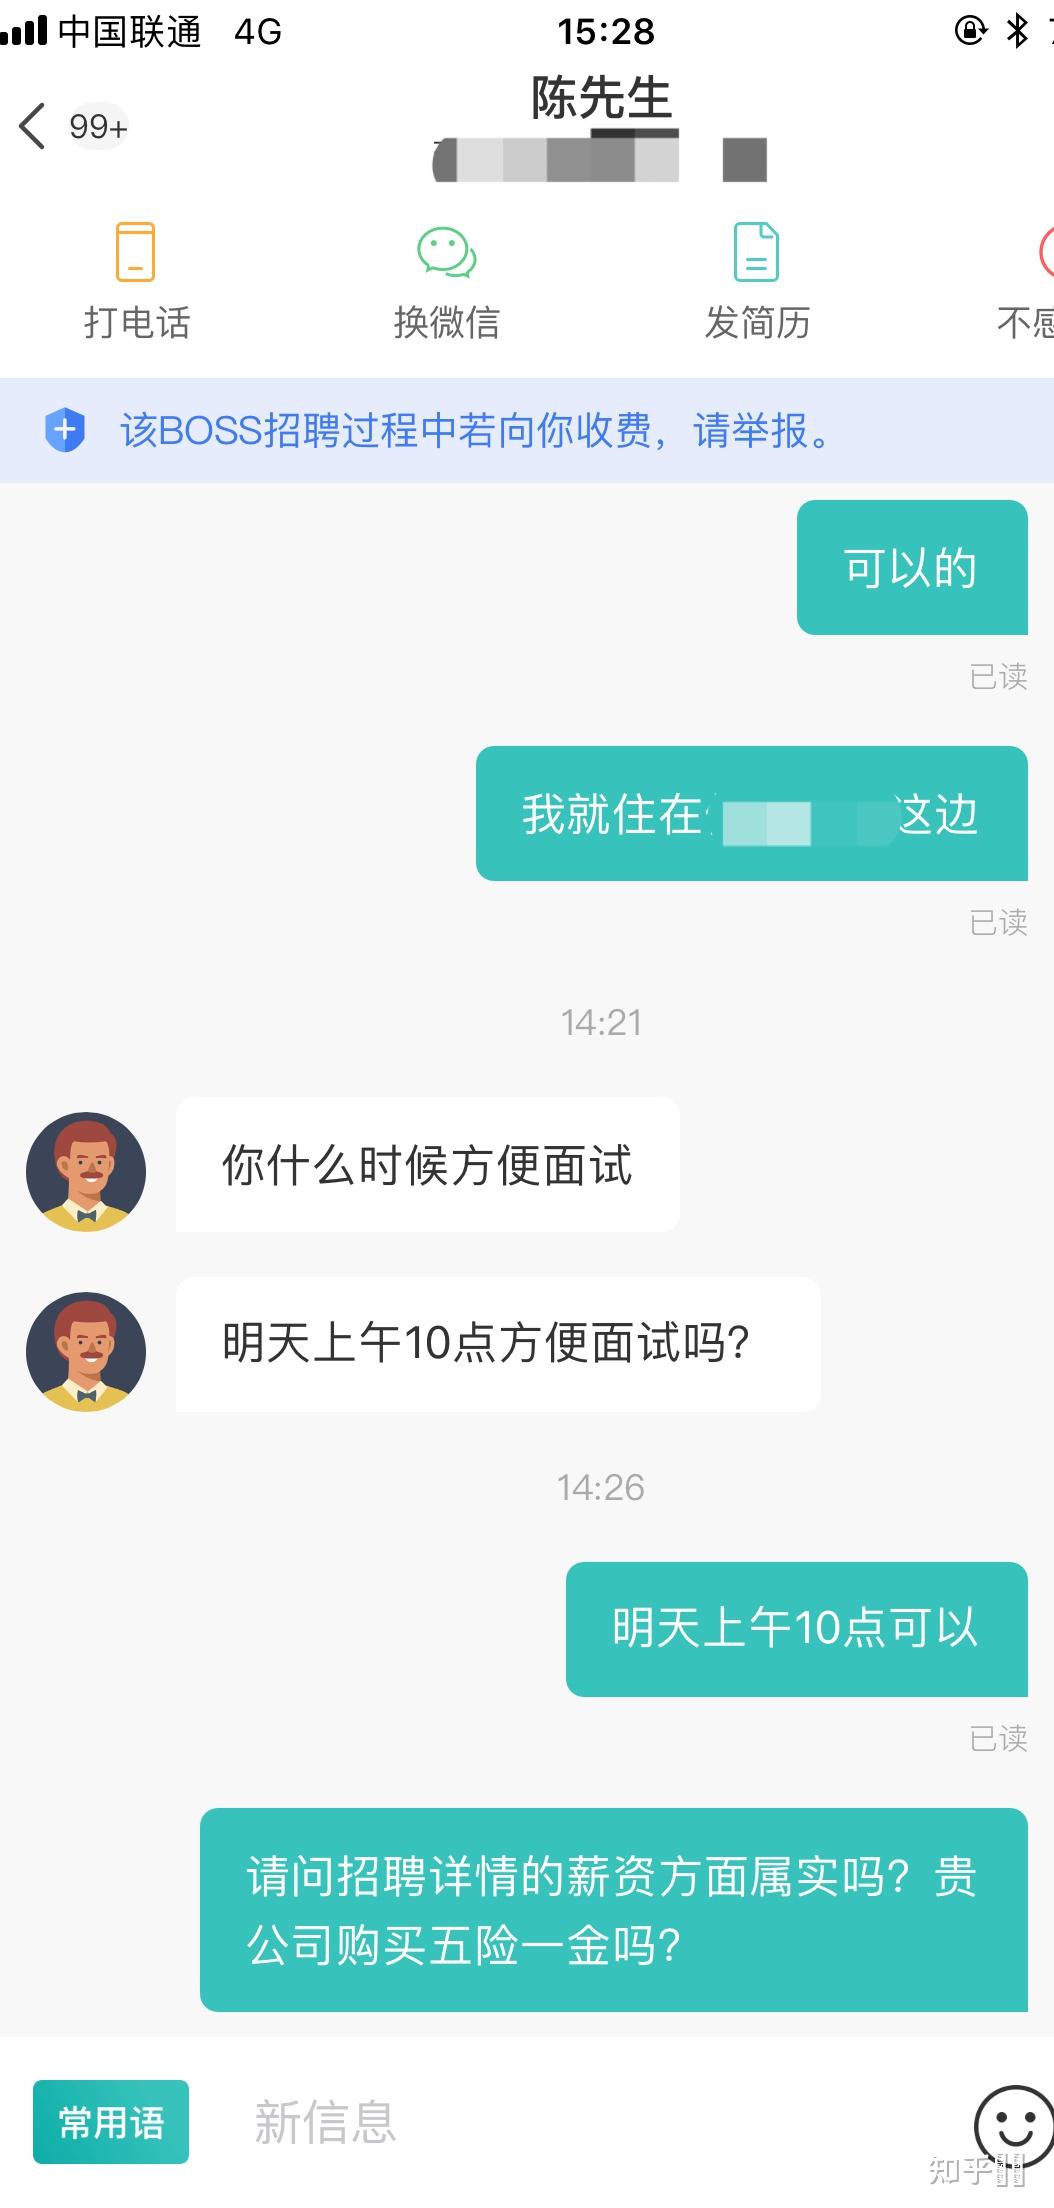 中国联通 4G 15:28
99+
陈先生
打电话 换微信 发简历 不感
该BOSS招聘过程中若向你收费，请举报。
可以的
已读
我就住在 这边
已读
14:21
你什么时候方便面试
明天上午10点方便面试吗？
14:26
明天上午10点可以
已读
请问招聘详情的薪资方面属实吗？贵
公司购买五险一金吗？
常用语 新信息
知乎